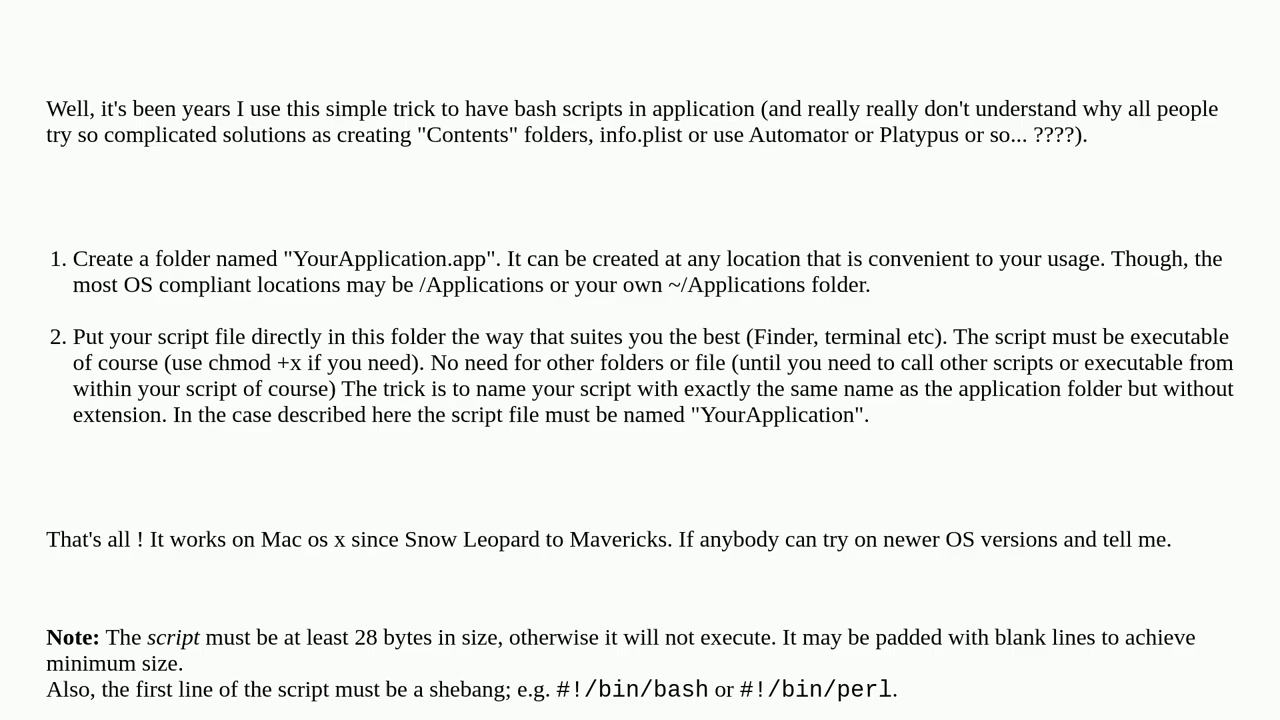 Well, it's been years I use this simple trick to have bash scripts in application (and really really don't understand why all people
try so complicated solutions as creating "Contents" folders, info.plist or use Automator or Platypus or so... ????).
1. Create a folder named "YourApplication.app". It can be created at any location that is convenient to your usage. Though, the
most OS compliant locations may be /Applications or your own ~/Applications folder.
2. Put your script file directly in this folder the way that suites you the best (Finder, terminal etc). The script must be executable
of course (use chmod +x if you need). No need for other folders or file (until you need to call other scripts or executable from
within your script of course) The trick is to name your script with exactly the same name as the application folder but without
extension. In the case described here the script file must be named "YourApplication".
That's all ! It works on Mac os x since Snow Leopard to Mavericks. If anybody can try on newer OS versions and tell me.
Note: The script must be at least 28 bytes in size, otherwise it will not execute. It may be padded with blank lines to achieve
minimum size.
Also, the first line of the script must be a shebang; e.g. #!/bin/bash or #!/bin/perl.